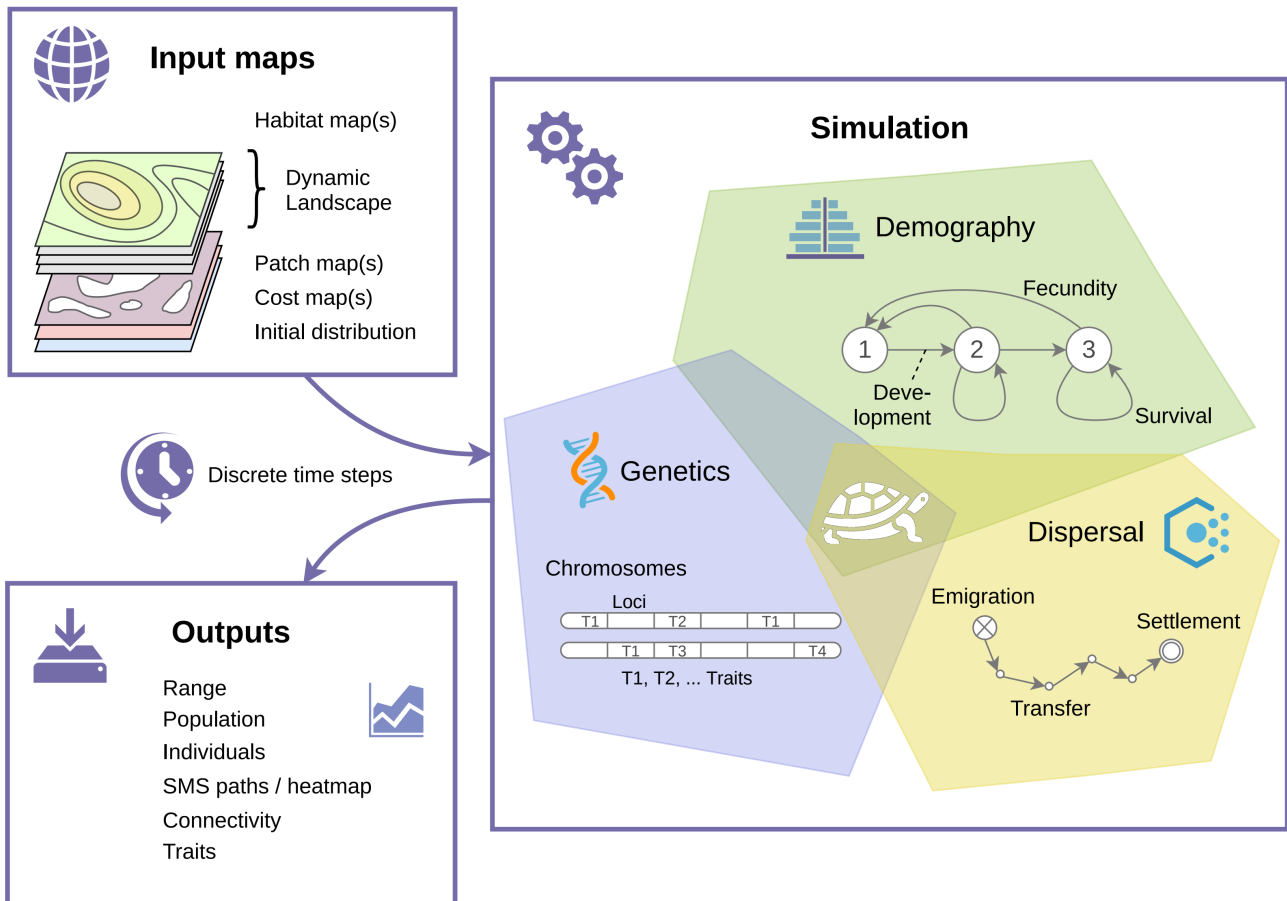 Input maps
Habitat map(s)
Dynamic
Landscape
Patch map(s)
Cost map(s)
Initial distribution
Discrete time steps
Outputs
Range
Population
Individuals
SMS paths / heatmap
Connectivity
Traits
Simulation
Demography
Fecundity
1
2
3
Deve-
lopment
Survival
Genetics
Chromosomes
Loci
T1 T2 T1
T1 T3 T4
T1, T2, ... Traits
Dispersal
Emigration
Settlement
Transfer